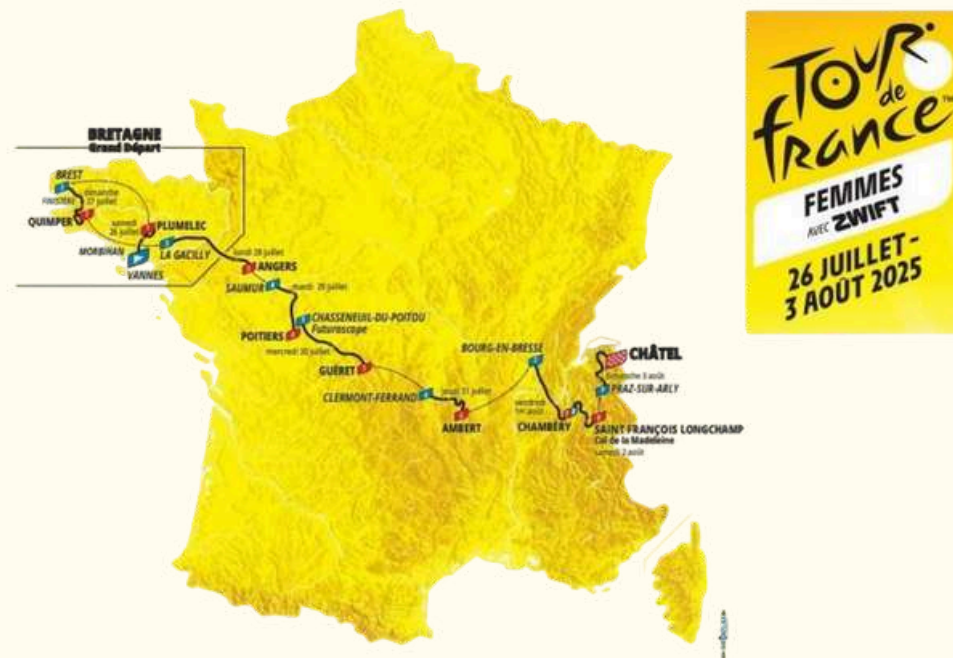 BRETAGNE
Grand Départ
BREST
FINISTÈRE
dimanche
27 juillet
QUIMPER
samedi
26 juillet
PLUMELEC
MORBIHAN
VANNES
LA GACILLY
lundi 28 juillet
ANGERS
SAUMUR
mardi 29 juillet
CHASSENEUIL-DU-POITOU
Futuroscope
POITIERS
mercredi 30 juillet
GUÉRET
CLERMONT-FERRAND
jeudi 31 juillet
AMBERT
BOURG-EN-BRESSE
vendredi
1er août
CHAMBÉRY
CHÂTEL
dimanche 3 août
PRAZ-SUR-ARLY
SAINT FRANÇOIS LONGCHAMP
Col de la Madeleine
samedi 2 août
TOUR
de
france
FEMMES
AVEC ZWIFT
26 JUILLET -
3 AOÛT 2025